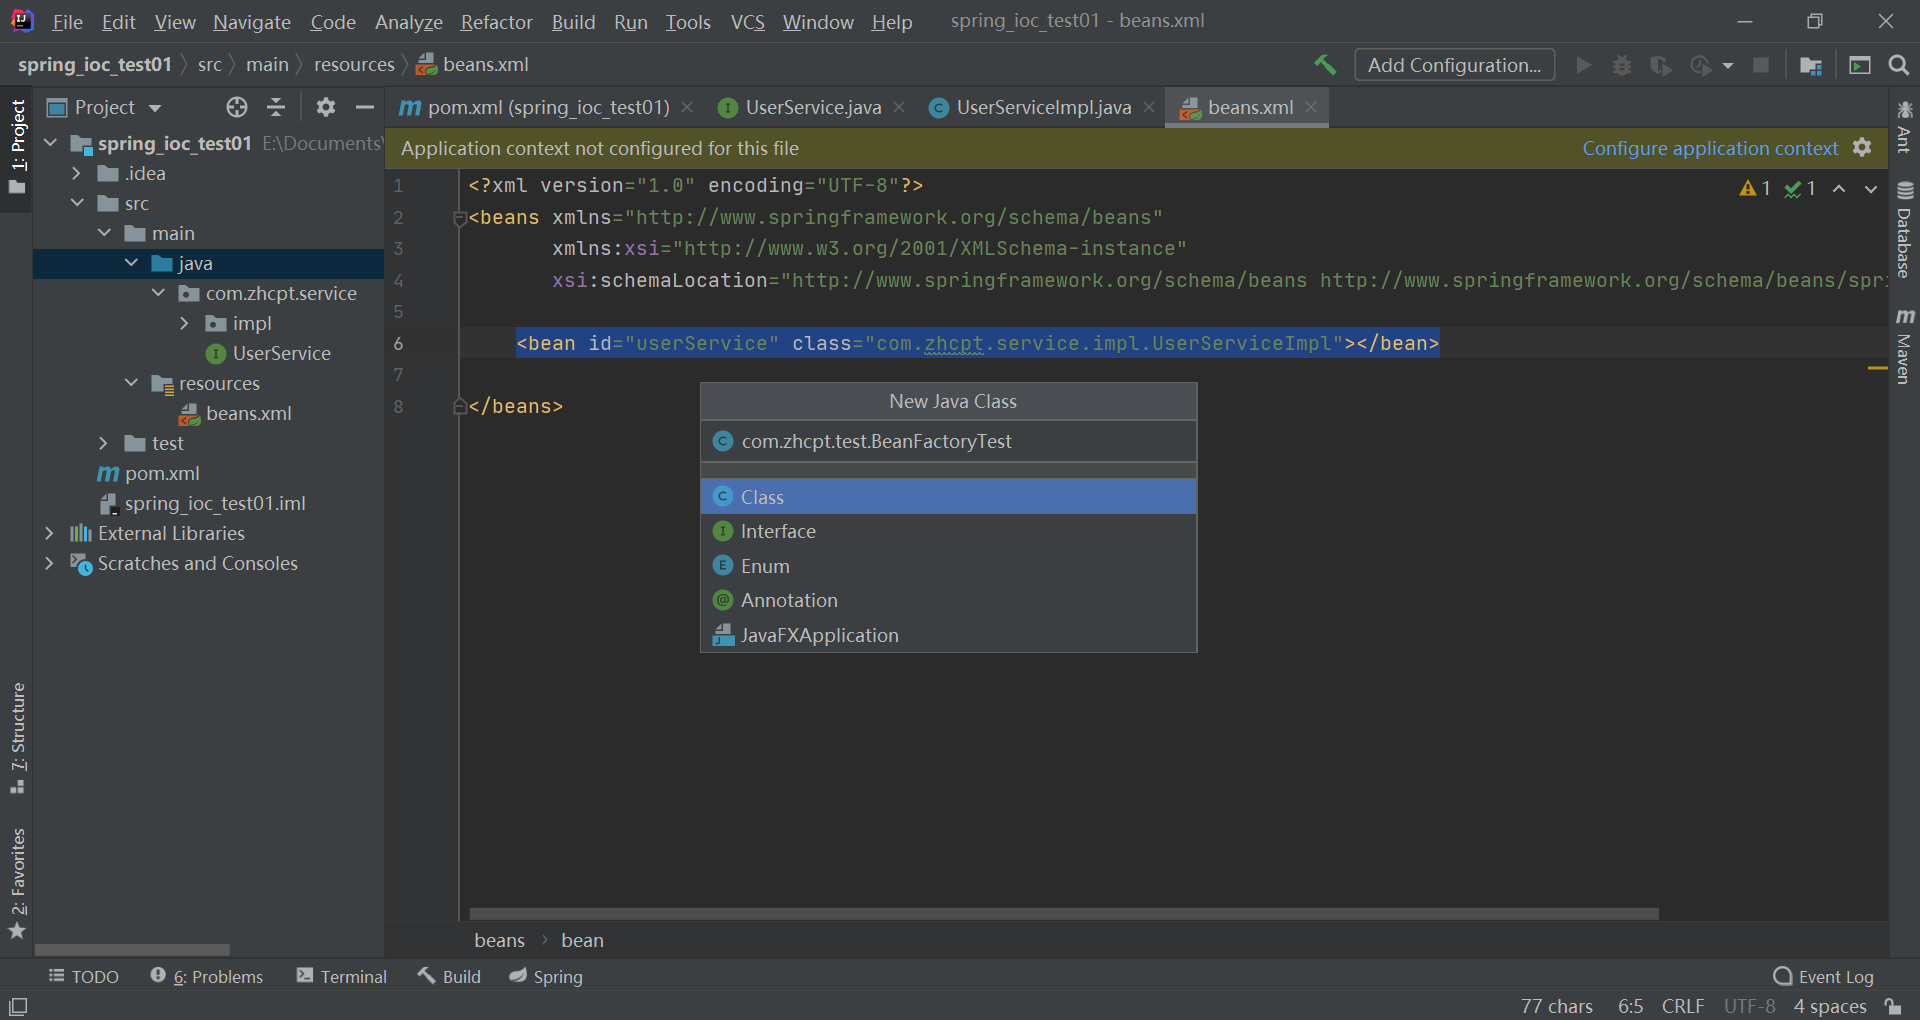 File Edit View Navigate Code Analyze Refactor Build Run Tools VCS Window Help spring_ioc_test01 - beans.xml
spring_ioc_test01 src main resources beans.xml Add Configuration...
Project
pom.xml (spring_ioc_test01) UserService.java UserServiceImpl.java beans.xml
Application context not configured for this file Configure application context
1: Project
7: Structure
2: Favorites
spring_ioc_test01 E:\Documents\
.idea
src
main
java
com.zhcpt.service
impl
UserService
resources
beans.xml
test
pom.xml
spring_ioc_test01.iml
External Libraries
Scratches and Consoles
1 <?xml version="1.0" encoding="UTF-8"?>
2 <beans xmlns="http://www.springframework.org/schema/beans"
3 xmlns:xsi="http://www.w3.org/2001/XMLSchema-instance"
4 xsi:schemaLocation="http://www.springframework.org/schema/beans http://www.springframework.org/schema/beans/spr
5
6 <bean id="userService" class="com.zhcpt.service.impl.UserServiceImpl"></bean>
7
8 </beans>
1 1
New Java Class
com.zhcpt.test.BeanFactoryTest
Class
Interface
Enum
Annotation
JavaFXApplication
Ant
Database
Maven
beans bean
TODO 6: Problems Terminal Build Spring Event Log
77 chars 6:5 CRLF UTF-8 4 spaces